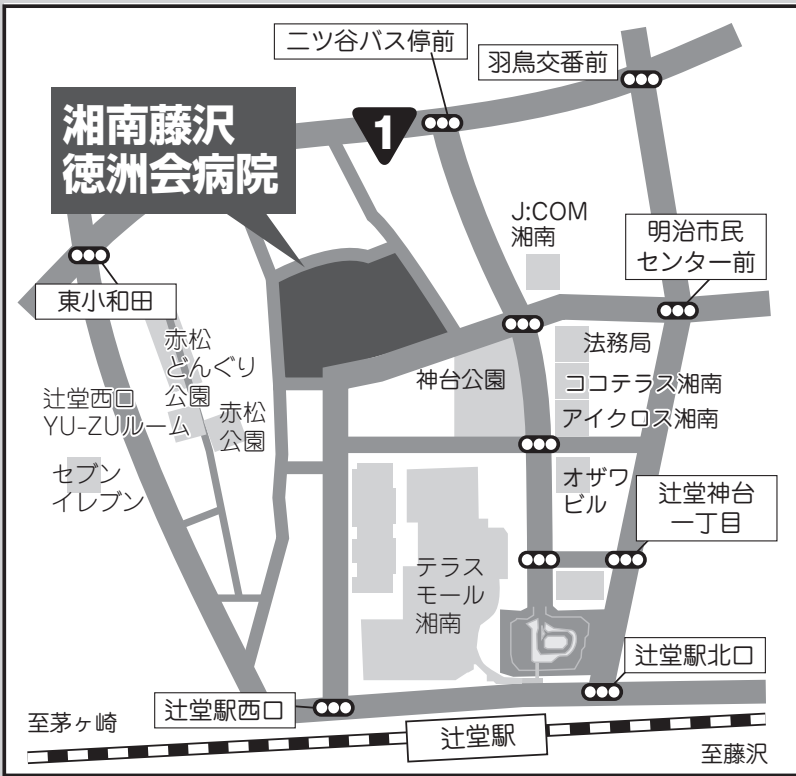 二ツ谷バス停前
羽鳥交番前
湘南藤沢
徳洲会病院
1
J:COM
湘南
明治市民
センター前
東小和田
赤松
どんぐり
公園
法務局
神台公園
ココテラス湘南
辻堂西口
YU-ZUルーム
赤松
公園
アイクロス湘南
セブン
イレブン
オザワ
ビル
辻堂神台
一丁目
テラス
モール
湘南
辻堂駅北口
辻堂駅西口
至茅ヶ崎
辻堂駅
至藤沢